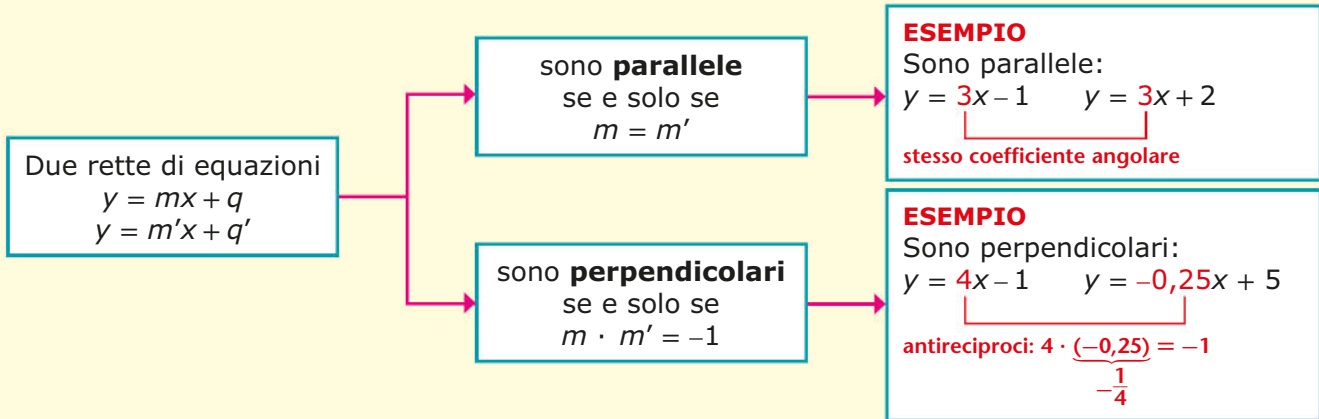 Due rette di equazioni
y = mx + q
y = m′x + q′
sono parallele
se e solo se
m = m′
ESEMPIO
Sono parallele:
y = 3x – 1 y = 3x + 2
stesso coefficiente angolare
sono perpendicolari
se e solo se
m · m′ = –1
ESEMPIO
Sono perpendicolari:
y = 4x – 1 y = –0,25x + 5
antireciproci: 4 · (–0,25) = –1
–1/4